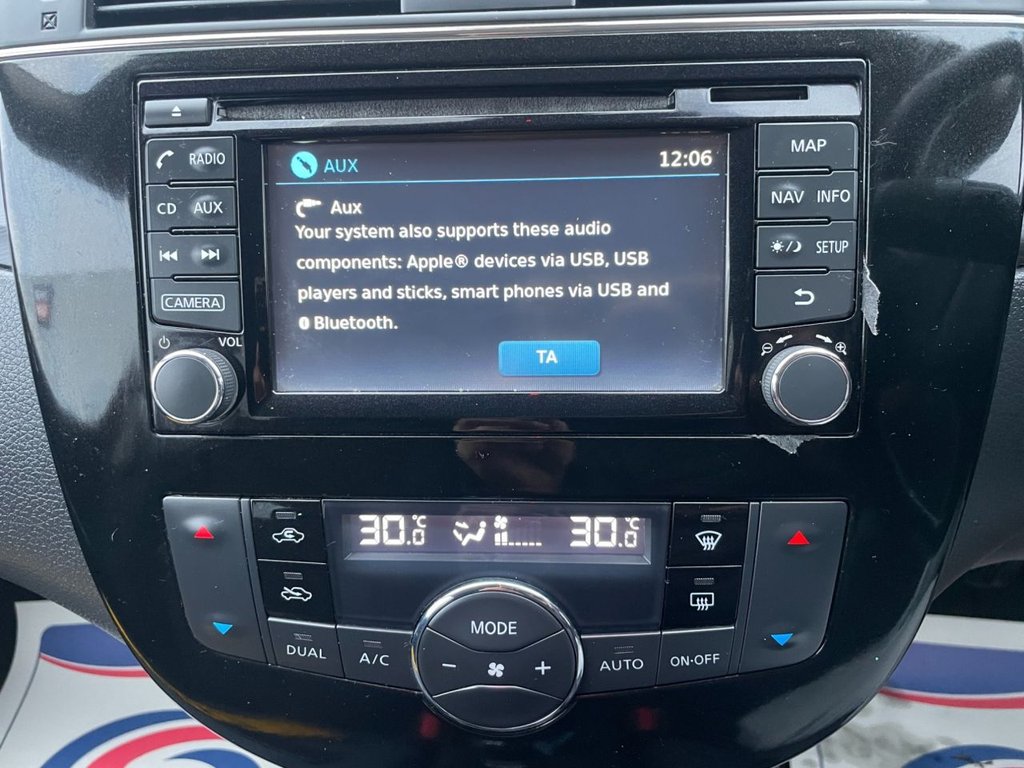 RADIO
CD AUX
CAMERA
VOL
AUX 12:06
Aux
Your system also supports these audio
components: Apple® devices via USB, USB
players and sticks, smart phones via USB and
Bluetooth.
TA
MAP
NAV INFO
SETUP
30.0°C 30.0°C
MODE
DUAL A/C - + AUTO ON·OFF